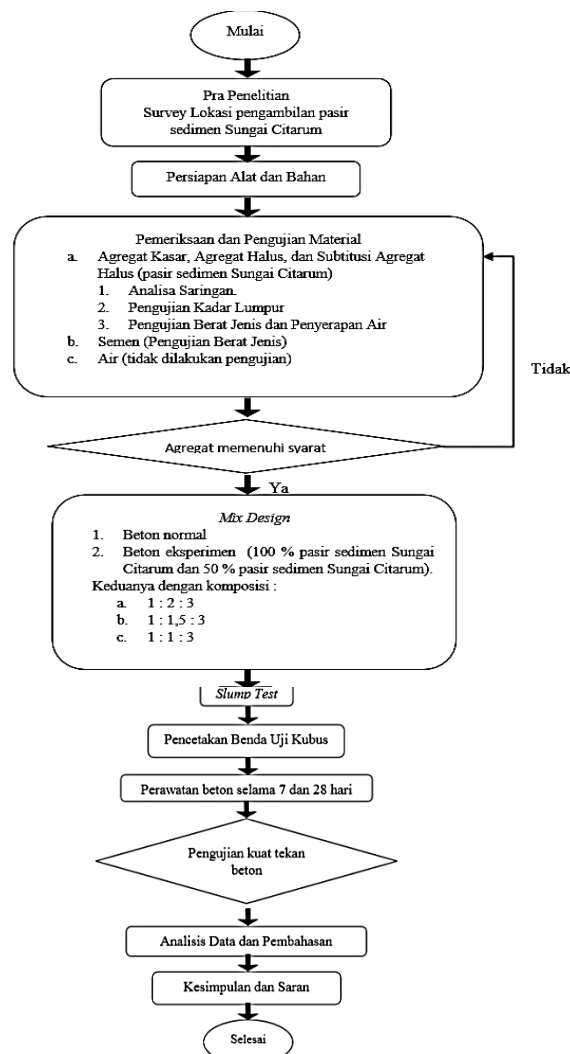 Mulai
Pra Penelitian
Survey Lokasi pengambilan pasir
sedimen Sungai Citarum
Persiapan Alat dan Bahan
Pemeriksaan dan Pengujian Material
a. Agregat Kasar, Agregat Halus, dan Subtitusi Agregat
Halus (pasir sedimen Sungai Citarum)
1. Analisa Saringan.
2. Pengujian Kadar Lumpur
3. Pengujian Berat Jenis dan Penyerapan Air
b. Semen (Pengujian Berat Jenis)
c. Air (tidak dilakukan pengujian)
Tidak
Agregat memenuhi syarat
Ya
Mix Design
1. Beton normal
2. Beton eksperimen (100 % pasir sedimen Sungai
Citarum dan 50 % pasir sedimen Sungai Citarum).
Keduanya dengan komposisi :
a. 1 : 2 : 3
b. 1 : 1,5 : 3
c. 1 : 1 : 3
Slump Test
Pencetakan Benda Uji Kubus
Perawatan beton selama 7 dan 28 hari
Pengujian kuat tekan
beton
Analisis Data dan Pembahasan
Kesimpulan dan Saran
Selesai